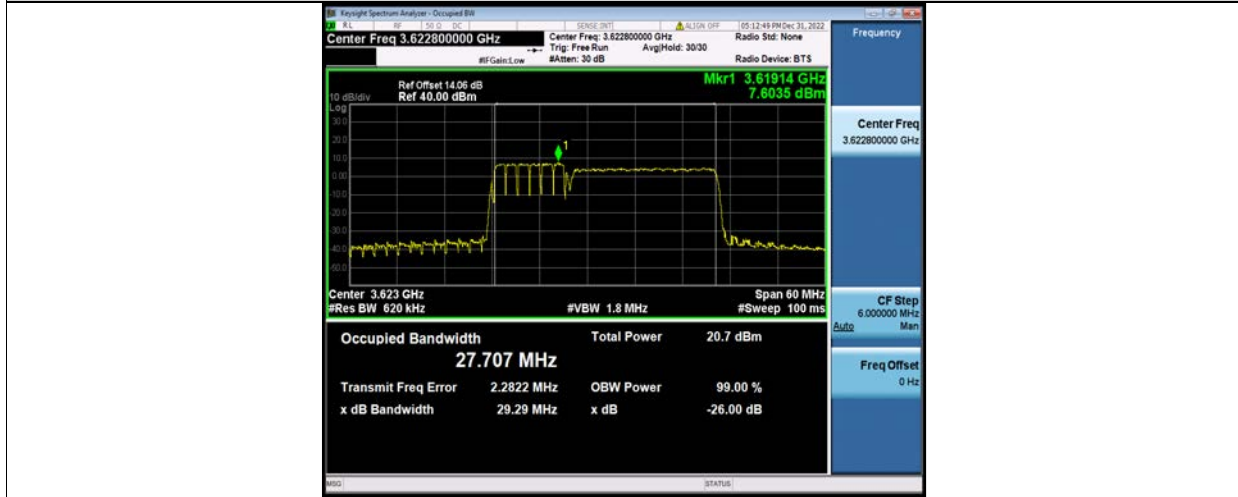 Keysight Spectrum Analyzer - Occupied BW
RL RF 50 Ω DC SENSE:INT ALIGN OFF 05:12:49 PM Dec 31, 2022
Center Freq 3.622800000 GHz
Center Freq: 3.622800000 GHz
Radio Std: None
Trig: Free Run Avg|Hold: 30/30
#IFGain:Low #Atten: 30 dB Radio Device: BTS
Ref Offset 14.06 dB
10 dB/div Ref 40.00 dBm
Mkr1 3.61914 GHz
7.6035 dBm
Log
30.0
20.0
10.0
0.00
-10.0
-20.0
-30.0
-40.0
-50.0
1
Center 3.623 GHz Span 60 MHz
#Res BW 620 kHz #VBW 1.8 MHz #Sweep 100 ms
Occupied Bandwidth Total Power 20.7 dBm
27.707 MHz
Transmit Freq Error 2.2822 MHz OBW Power 99.00 %
x dB Bandwidth 29.29 MHz x dB -26.00 dB
MSG STATUS
Frequency
Center Freq
3.622800000 GHz
CF Step
6.000000 MHz
Auto Man
Freq Offset
0 Hz